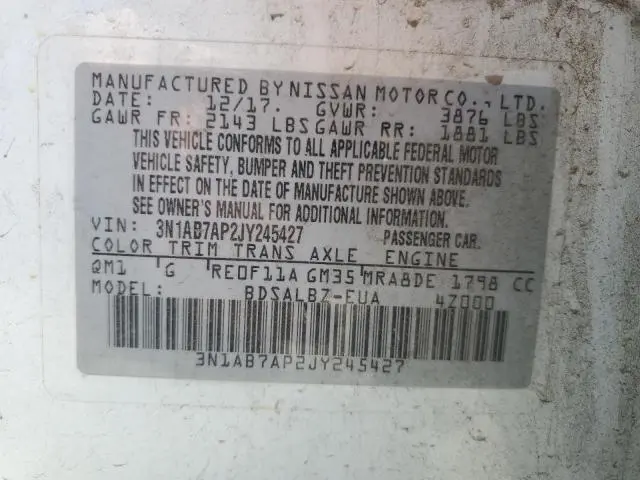 MANUFACTURED BY NISSAN MOTOR CO., LTD.
DATE: 12/17. GVWR: 3876 LBS
GAWR FR: 2143 LBS GAWR RR: 1881 LBS
THIS VEHICLE CONFORMS TO ALL APPLICABLE FEDERAL MOTOR
VEHICLE SAFETY, BUMPER AND THEFT PREVENTION STANDARDS
IN EFFECT ON THE DATE OF MANUFACTURE SHOWN ABOVE.
SEE OWNER'S MANUAL FOR ADDITIONAL INFORMATION.
VIN: 3N1AB7AP2JY245427 PASSENGER CAR.
COLOR TRIM TRANS AXLE ENGINE
QM1 G RE0F11A GM35 MRA8DE 1798 CC
MODEL: BDSALBZ-EUA 4Z000
3N1AB7AP2JY245427